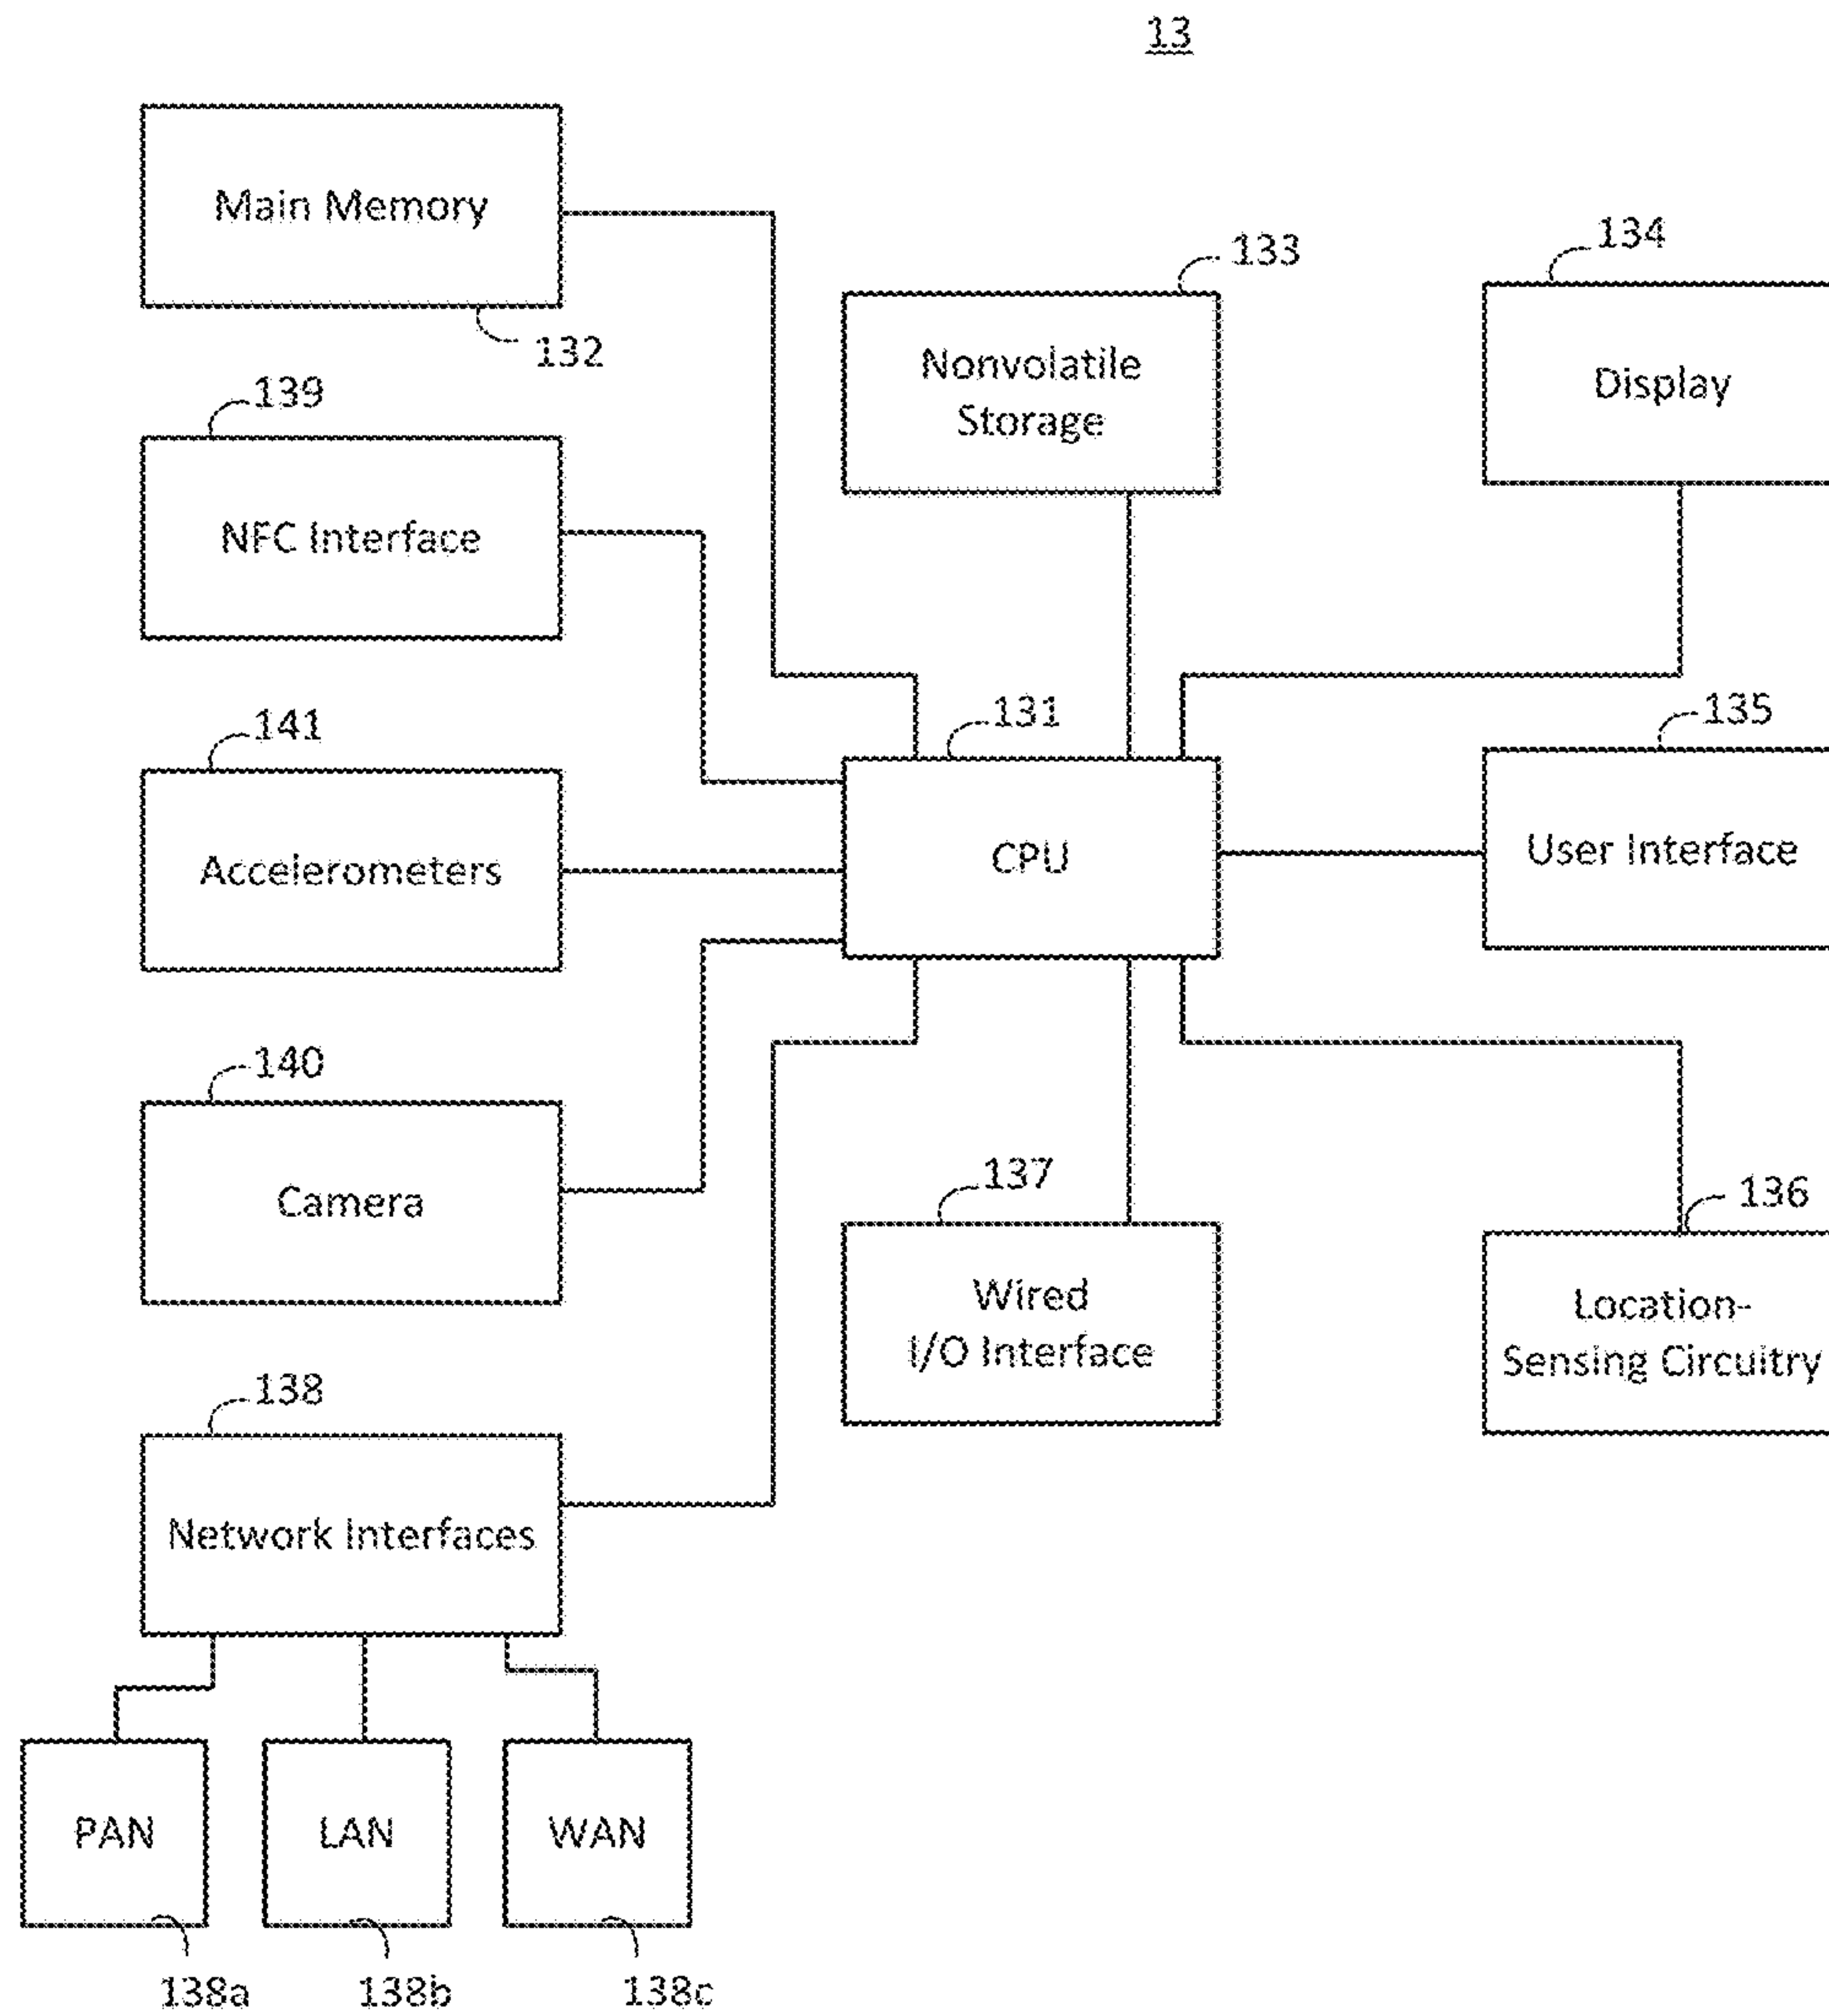 13
Main Memory
132
133
134
Nonvolatile
Storage
Display
139
NFC Interface
141
131
135
Accelerometers
CPU
User Interface
140
Camera
137
136
Wired
I/O Interface
Location-
Sensing Circuitry
138
Network Interfaces
PAN
LAN
WAN
138a
138b
138c